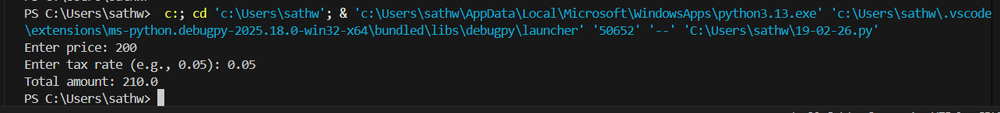 PS C:\Users\sathw>  c:; cd 'c:\Users\sathw'; & 'c:\Users\sathw\AppData\Local\Microsoft\WindowsApps\python3.13.exe' 'c:\Users\sathw\.vscode
\extensions\ms-python.debugpy-2025.18.0-win32-x64\bundled\libs\debugpy\launcher' '50652' '--' 'C:\Users\sathw\19-02-26.py'
Enter price: 200
Enter tax rate (e.g., 0.05): 0.05
Total amount: 210.0
PS C:\Users\sathw>